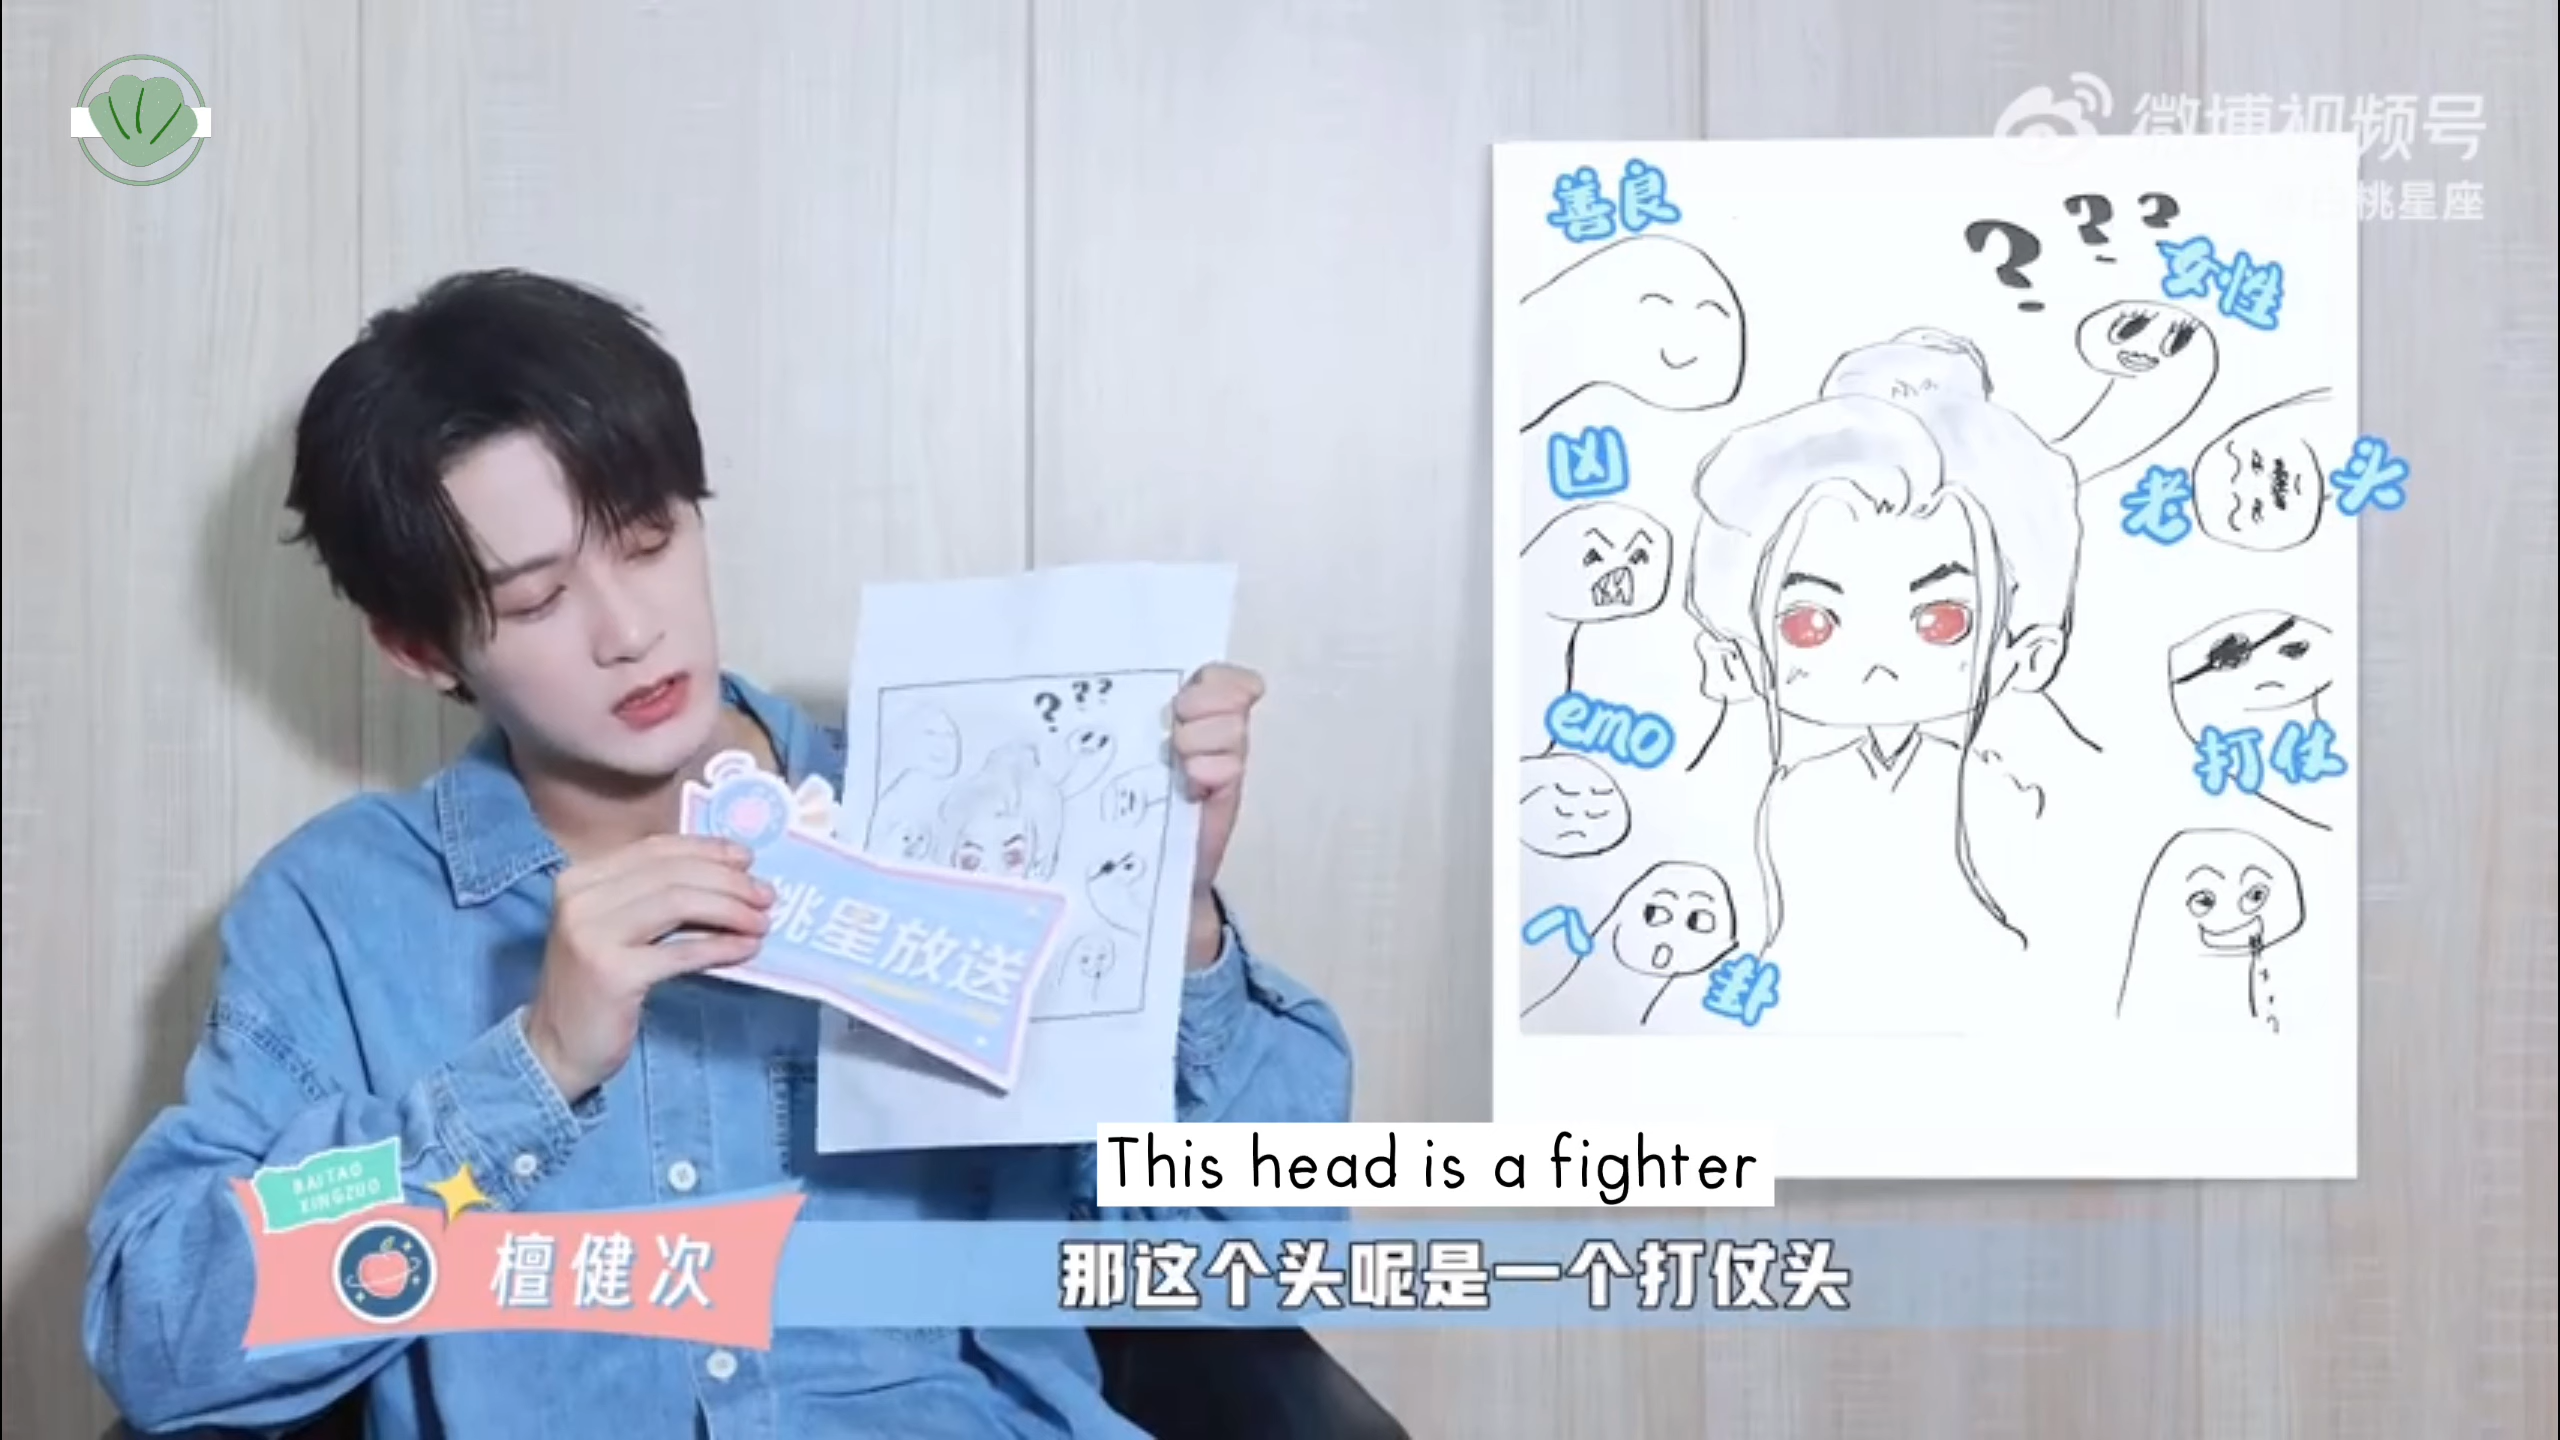 微博视频号
桃星座
善良
? ? ?
女性
凶
老头
emo
打仗
八卦
? ? ?
桃星放送
This head is a fighter
BAITAO
XINGZUO
檀健次
那这个头呢是一个打仗头